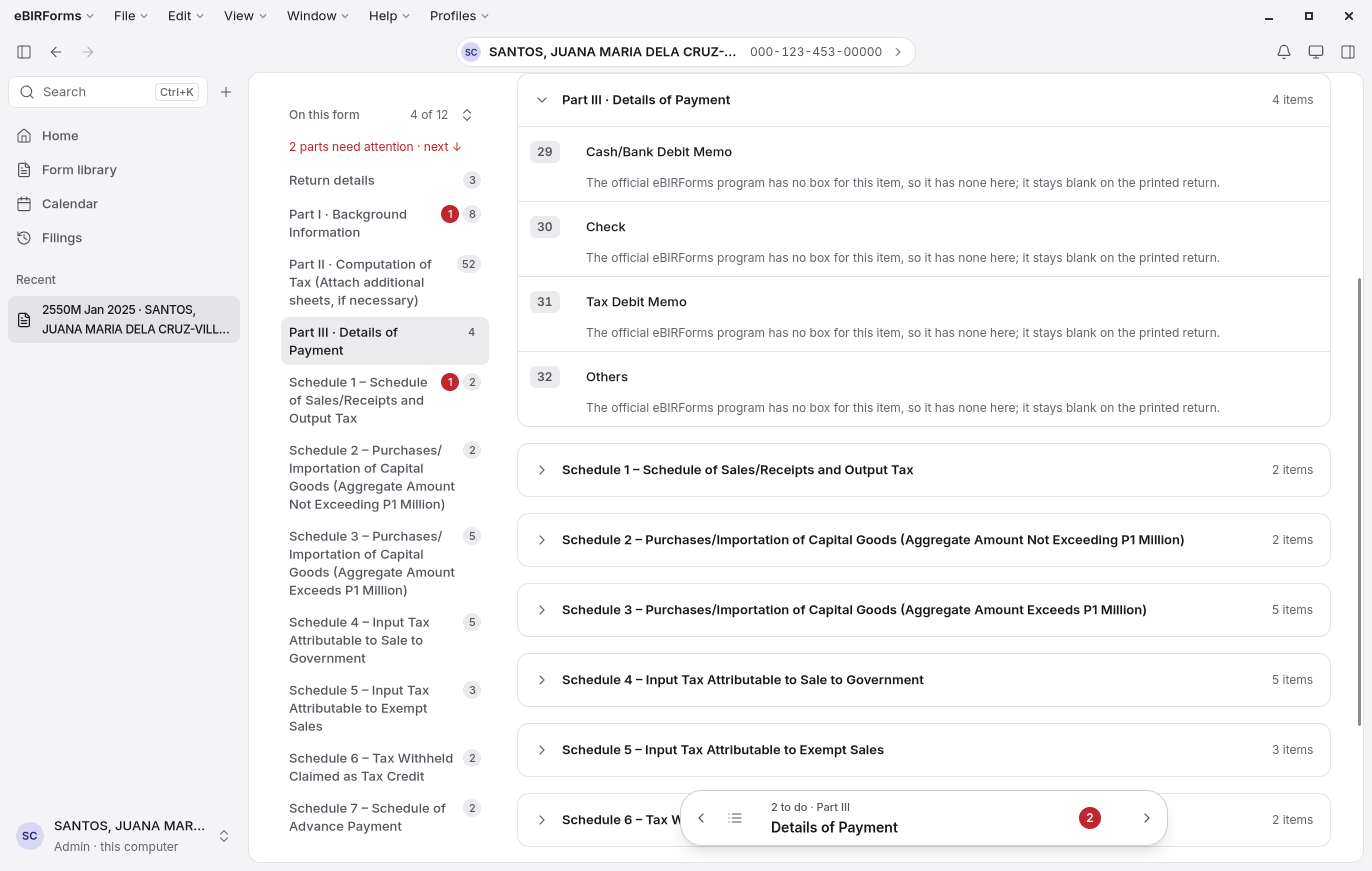 eBIRForms File Edit View Window Help Profiles
SC SANTOS, JUANA MARIA DELA CRUZ-... 000-123-453-00000
Search Ctrl+K
Home
Form library
Calendar
Filings
Recent
2550M Jan 2025 · SANTOS,
JUANA MARIA DELA CRUZ-VILL...
SC SANTOS, JUANA MAR...
Admin · this computer
On this form 4 of 12
2 parts need attention · next ↓
Return details 3
Part I · Background 1 8
Information
Part II · Computation of 52
Tax (Attach additional
sheets, if necessary)
Part III · Details of 4
Payment
Schedule 1 – Schedule 1 2
of Sales/Receipts and
Output Tax
Schedule 2 – Purchases/ 2
Importation of Capital
Goods (Aggregate Amount
Not Exceeding P1 Million)
Schedule 3 – Purchases/ 5
Importation of Capital
Goods (Aggregate Amount
Exceeds P1 Million)
Schedule 4 – Input Tax 5
Attributable to Sale to
Government
Schedule 5 – Input Tax 3
Attributable to Exempt
Sales
Schedule 6 – Tax Withheld 2
Claimed as Tax Credit
Schedule 7 – Schedule of 2
Advance Payment
Part III · Details of Payment 4 items
29 Cash/Bank Debit Memo
The official eBIRForms program has no box for this item, so it has none here; it stays blank on the printed return.
30 Check
The official eBIRForms program has no box for this item, so it has none here; it stays blank on the printed return.
31 Tax Debit Memo
The official eBIRForms program has no box for this item, so it has none here; it stays blank on the printed return.
32 Others
The official eBIRForms program has no box for this item, so it has none here; it stays blank on the printed return.
Schedule 1 – Schedule of Sales/Receipts and Output Tax 2 items
Schedule 2 – Purchases/Importation of Capital Goods (Aggregate Amount Not Exceeding P1 Million) 2 items
Schedule 3 – Purchases/Importation of Capital Goods (Aggregate Amount Exceeds P1 Million) 5 items
Schedule 4 – Input Tax Attributable to Sale to Government 5 items
Schedule 5 – Input Tax Attributable to Exempt Sales 3 items
Schedule 6 – Tax W 2 items
2 to do · Part III
Details of Payment 2